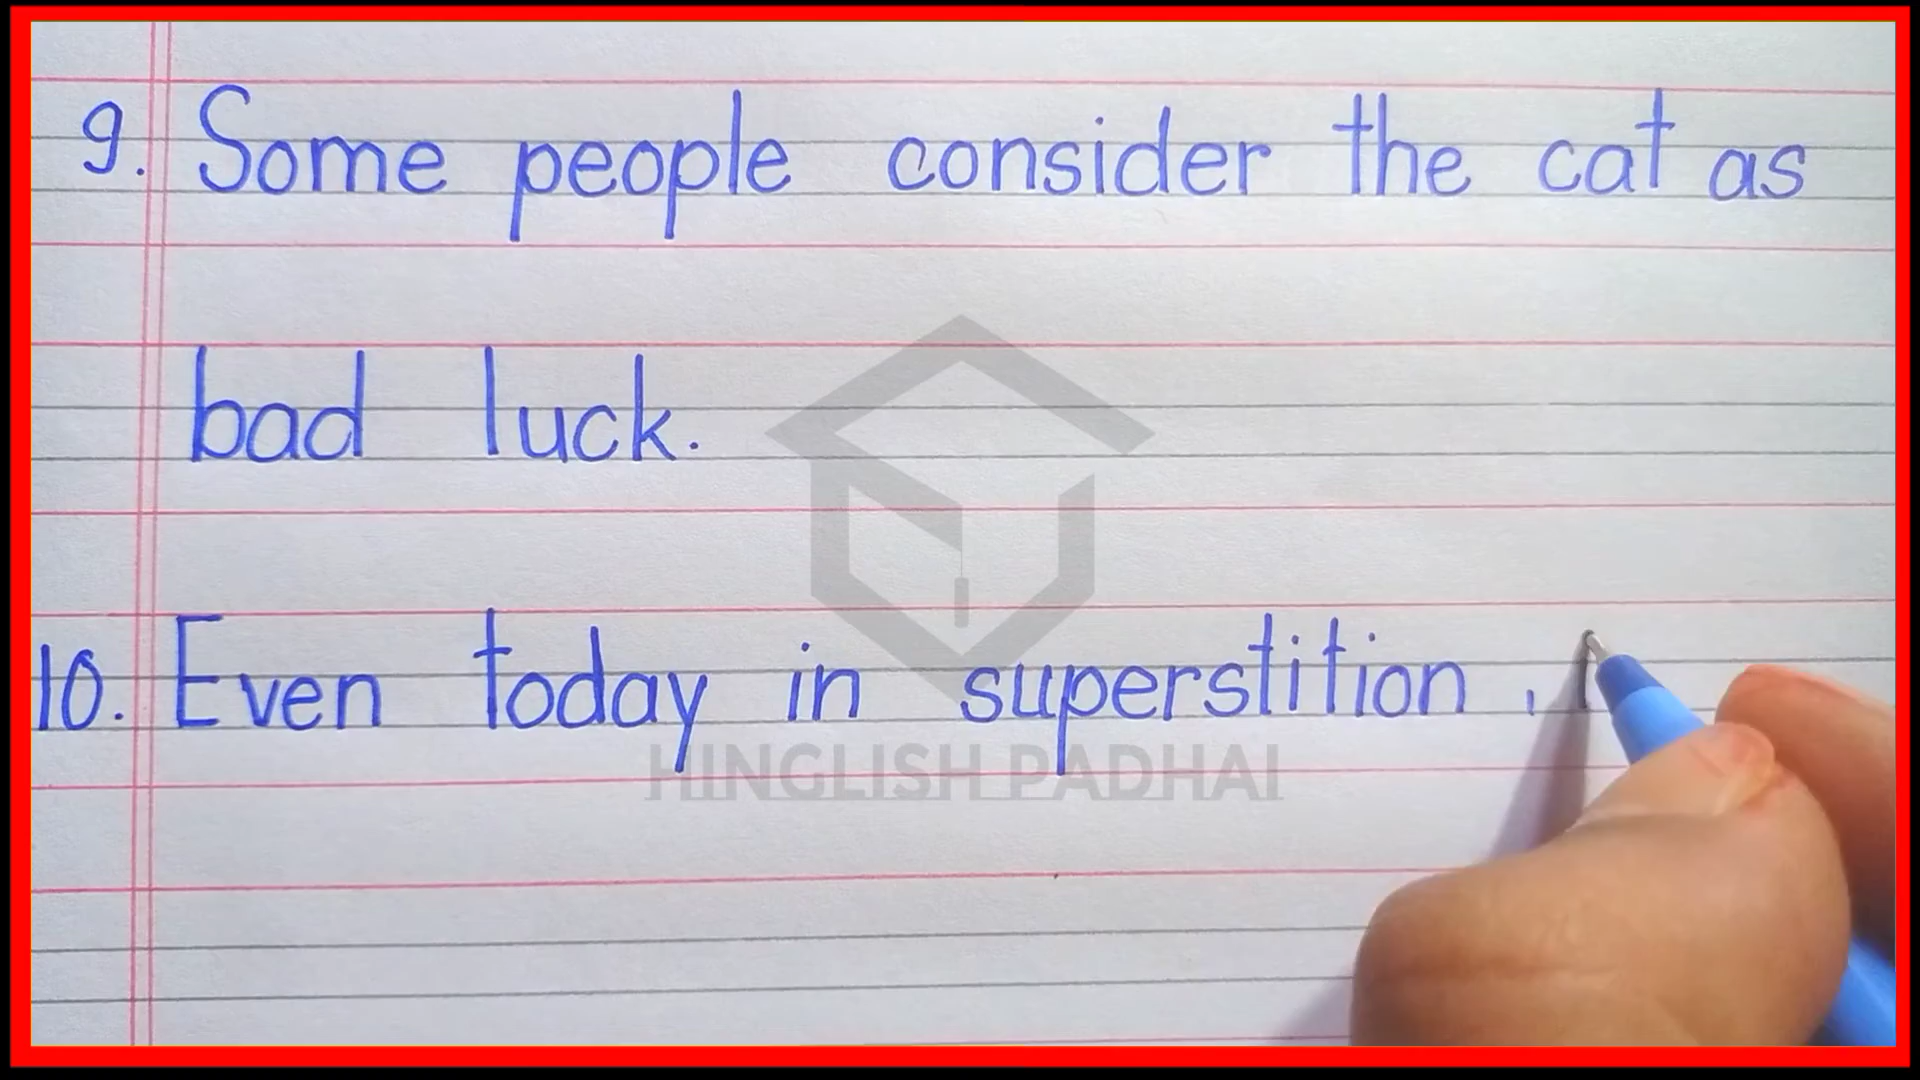 9. Some people consider the cat as
bad luck.
10. Even today in superstition,
HINGLISH PADHAI